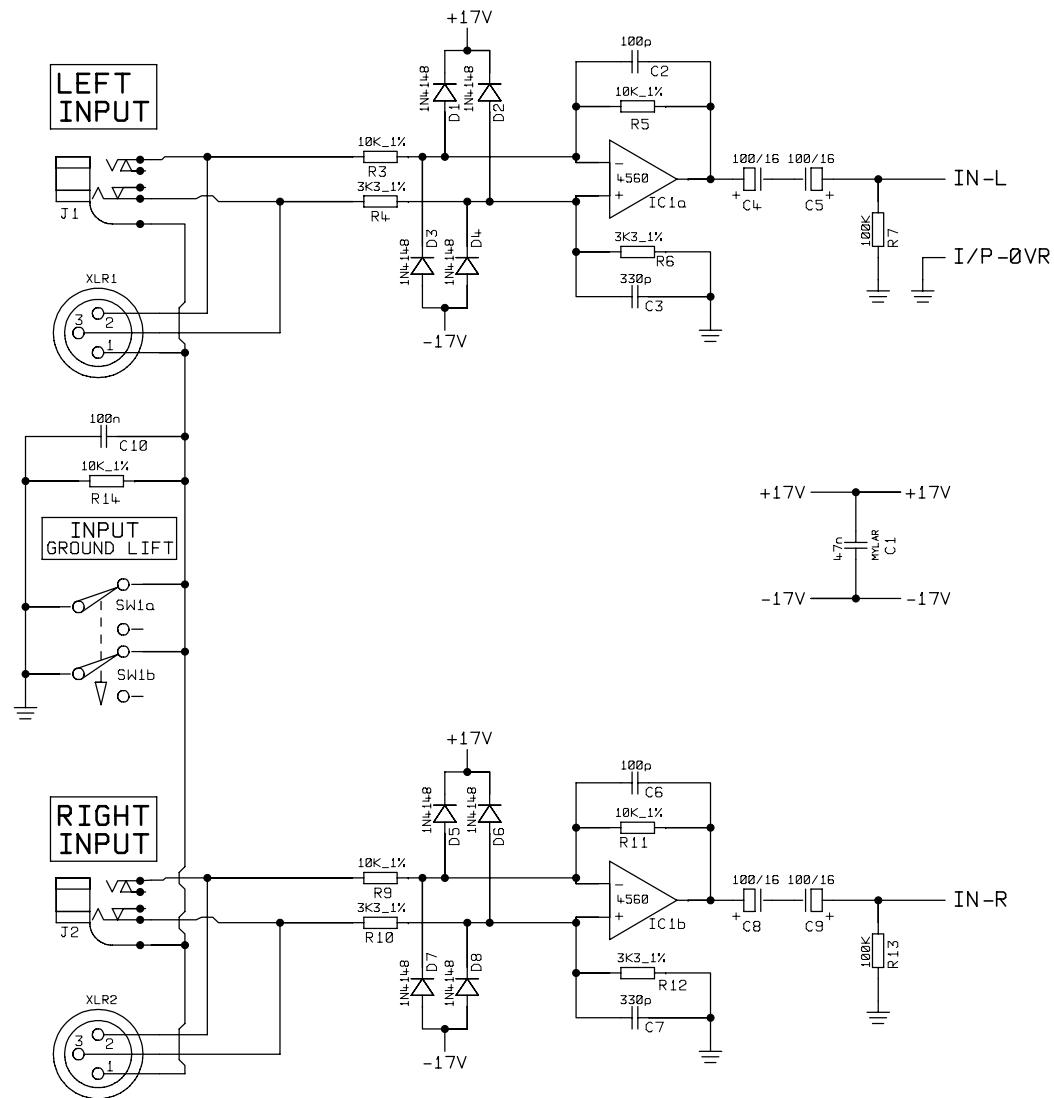 +17V
100p
C2
LEFT
INPUT
1N4148
D1
1N4148
D2
10K_1%
R5
10K_1%
R3
3K3_1%
R4
J1
4560
IC1a
−
+
100/16
100/16
+
C4
C5
+
IN-L
100K
R7
I/P-0VR
1N4148
D3
1N4148
D4
3K3_1%
R6
330p
C3
-17V
XLR1
3
2
1
100n
C10
10K_1%
R14
INPUT
GROUND LIFT
SW1a
SW1b
+17V
+17V
47n
MYLAR
C1
-17V
-17V
+17V
100p
C6
RIGHT
INPUT
1N4148
D5
1N4148
D6
10K_1%
R11
10K_1%
R9
3K3_1%
R10
J2
4560
IC1b
−
+
100/16
100/16
+
C8
C9
+
IN-R
100K
R13
1N4148
D7
1N4148
D8
3K3_1%
R12
330p
C7
-17V
XLR2
3
2
1